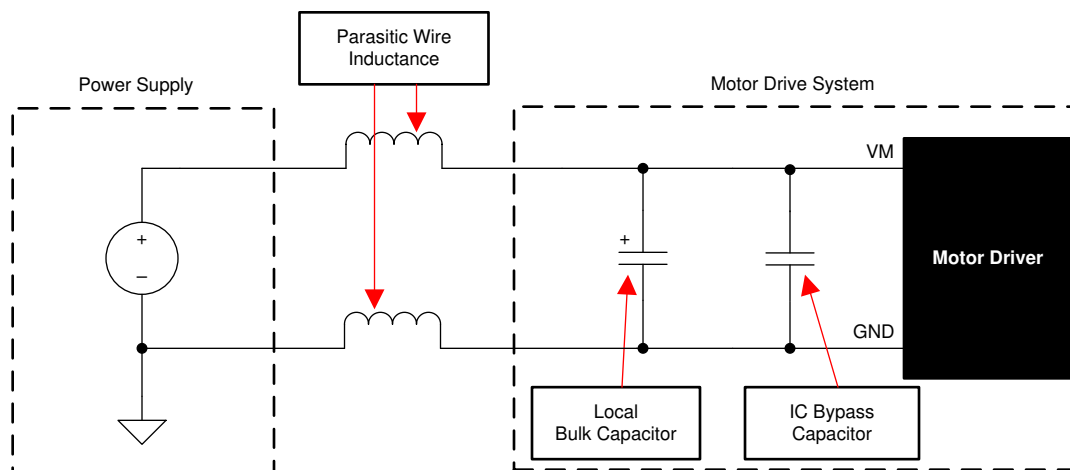 Parasitic Wire
Inductance
Power Supply
Motor Drive System
VM
+
–
+
Motor Driver
GND
Local
Bulk Capacitor
IC Bypass
Capacitor